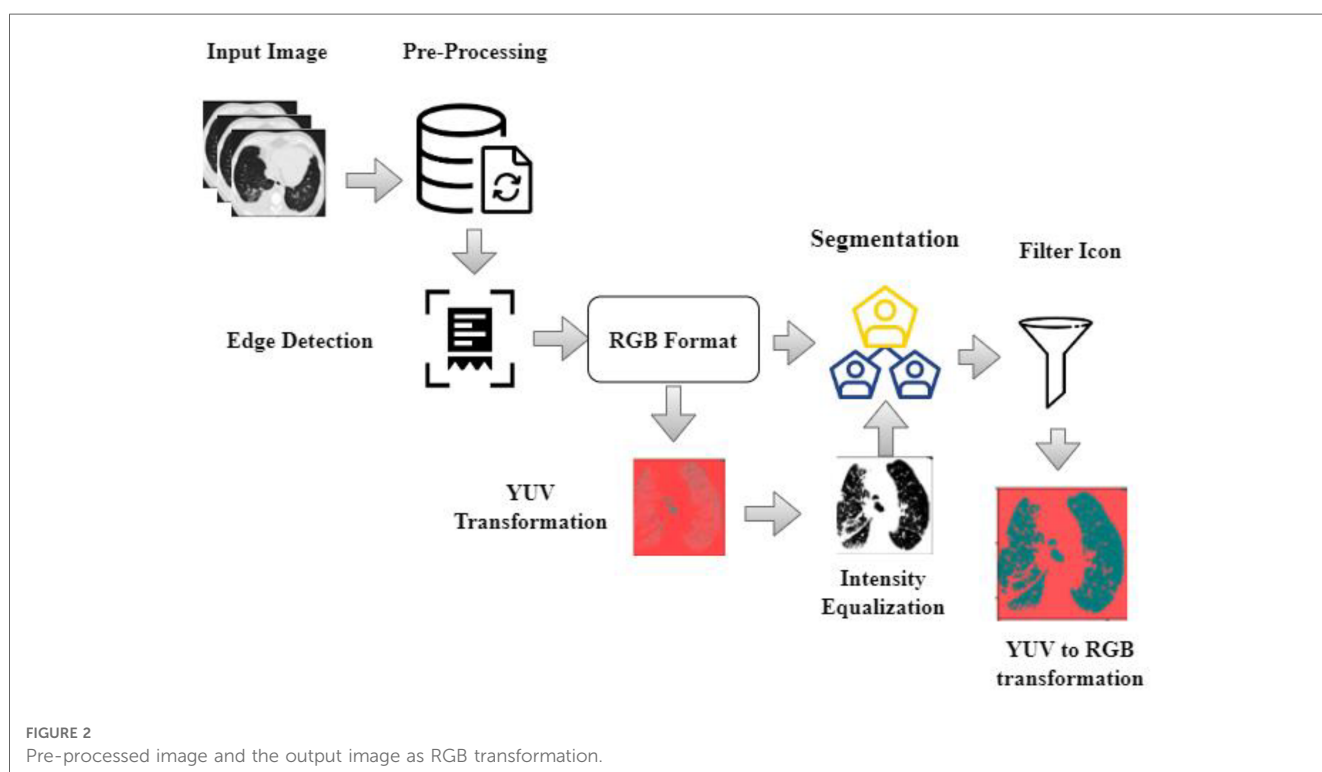 Input Image
Pre-Processing
Segmentation
Filter Icon
Edge Detection
RGB Format
YUV
Transformation
Intensity
Equalization
YUV to RGB
transformation
FIGURE 2
Pre-processed image and the output image as RGB transformation.